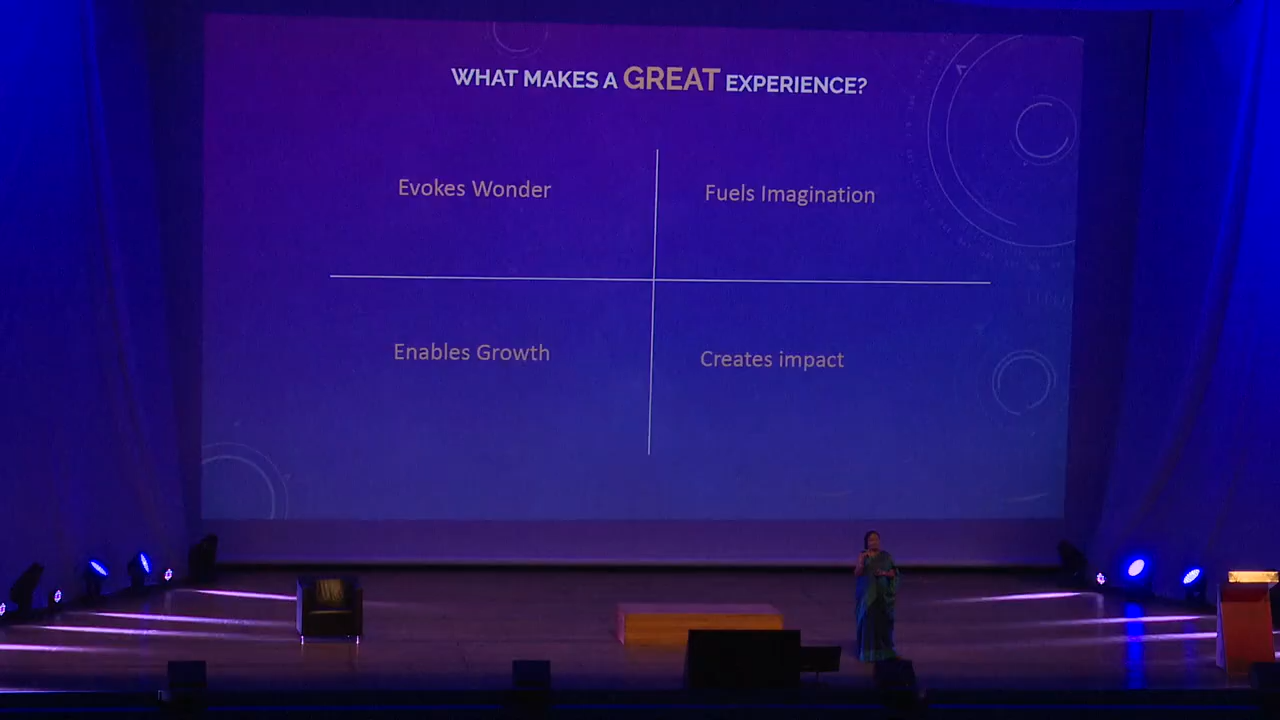 WHAT MAKES A GREAT EXPERIENCE?
Evokes Wonder
Fuels Imagination
Enables Growth
Creates impact